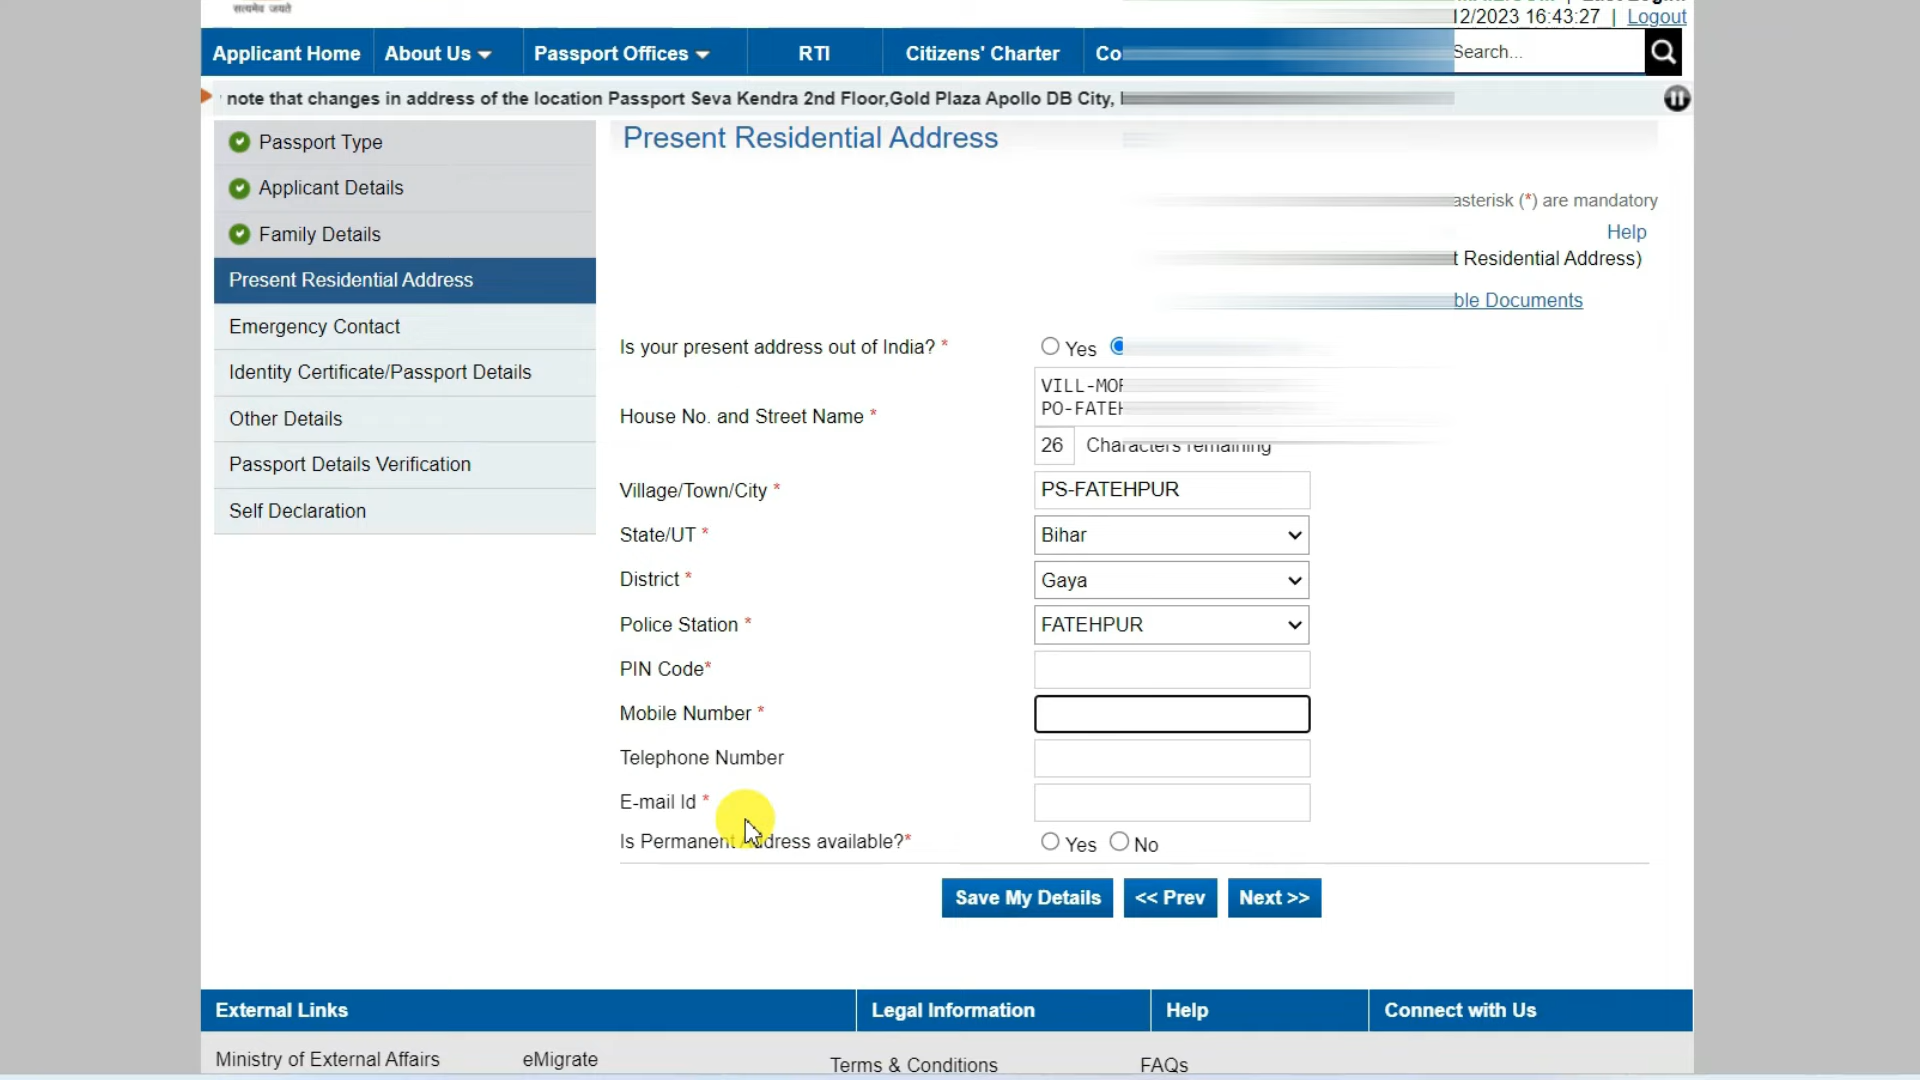 सत्यमेव जयते
12/2023 16:43:27 | Logout
Applicant Home About Us Passport Offices RTI Citizens' Charter Co
Search...
note that changes in address of the location Passport Seva Kendra 2nd Floor,Gold Plaza Apollo DB City,
Passport Type
Applicant Details
Family Details
Present Residential Address
Emergency Contact
Identity Certificate/Passport Details
Other Details
Passport Details Verification
Self Declaration
Present Residential Address
asterisk (*) are mandatory
Help
t Residential Address)
ble Documents
Is your present address out of India? * Yes
House No. and Street Name *
VILL-MOR
PO-FATEH
26 Characters remaining
Village/Town/City * PS-FATEHPUR
State/UT * Bihar
District * Gaya
Police Station * FATEHPUR
PIN Code*
Mobile Number *
Telephone Number
E-mail Id *
Is Permanent Address available?* Yes No
Save My Details << Prev Next >>
External Links Legal Information Help Connect with Us
Ministry of External Affairs eMigrate Terms & Conditions FAQs